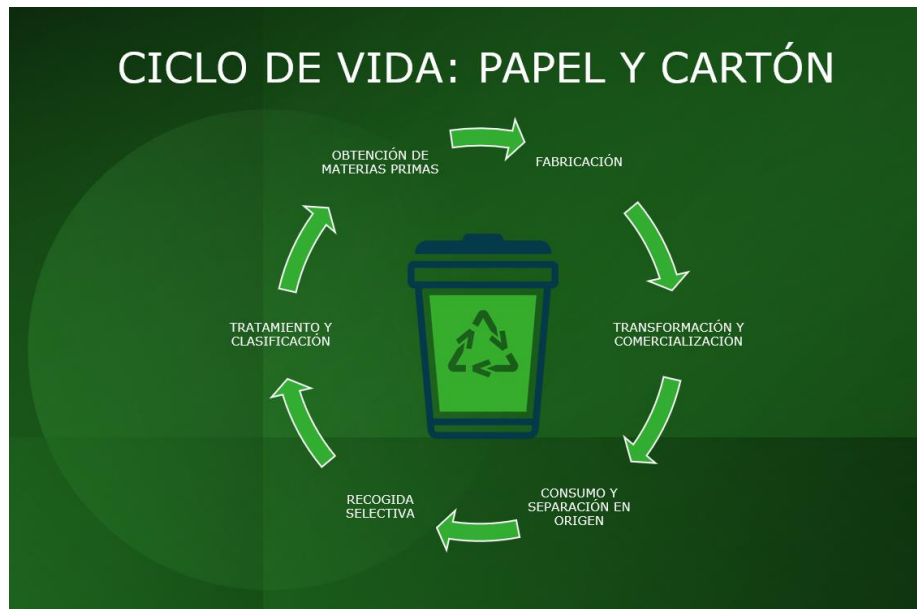 CICLO DE VIDA: PAPEL Y CARTÓN
OBTENCIÓN DE
MATERIAS PRIMAS
FABRICACIÓN
TRANSFORMACIÓN Y
COMERCIALIZACIÓN
CONSUMO Y
SEPARACIÓN EN
ORIGEN
RECOGIDA
SELECTIVA
TRATAMIENTO Y
CLASIFICACIÓN